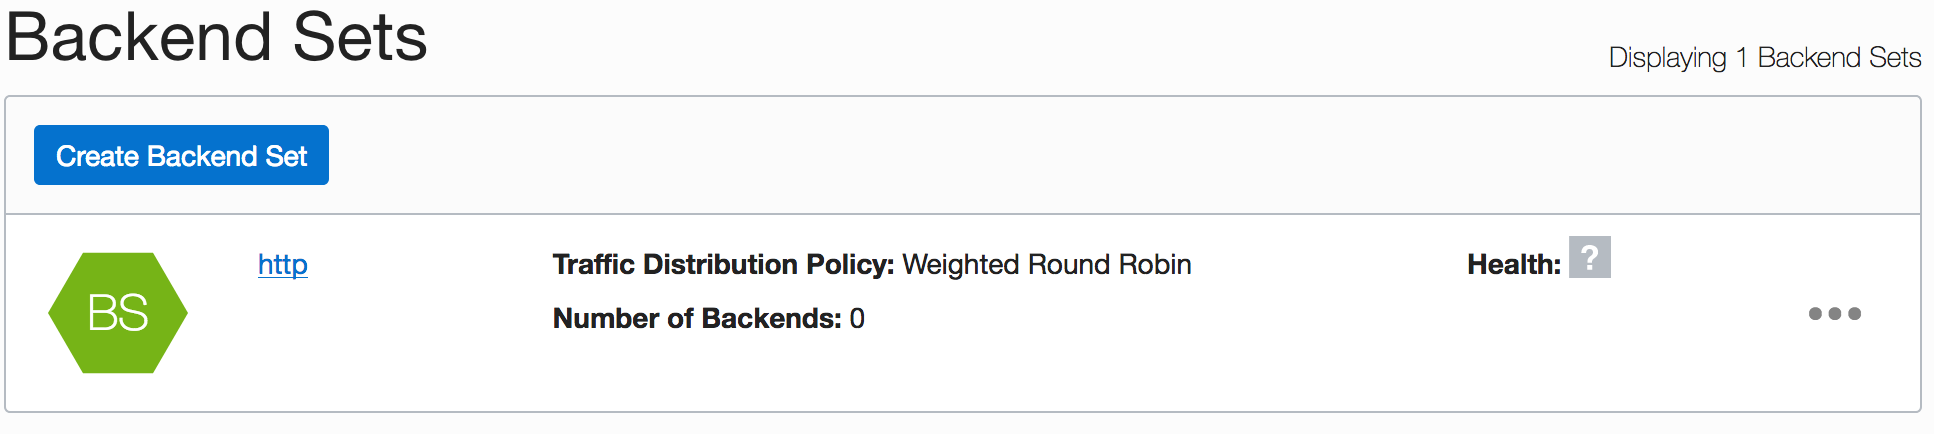 Backend Sets
Displaying 1 Backend Sets
Create Backend Set
BS
http
Traffic Distribution Policy: Weighted Round Robin
Health: ?
Number of Backends: 0